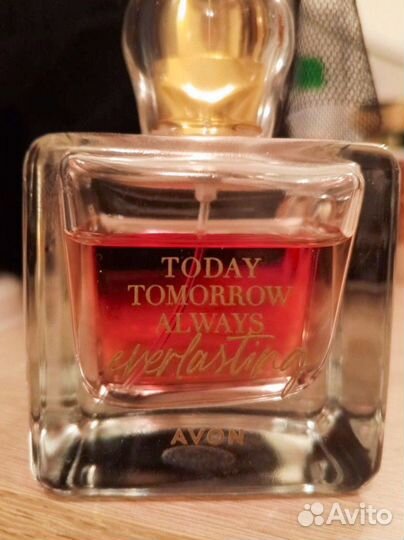 TODAY
TOMORROW
ALWAYS
everlasting
AVON
Avito